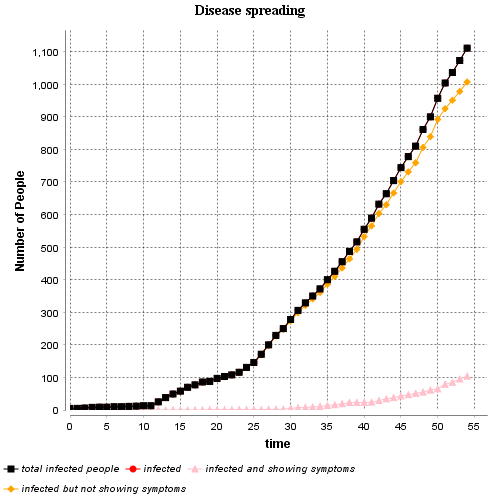 Disease spreading
Number of People
1,100
1,000
900
800
700
600
500
400
300
200
100
0
0 5 10 15 20 25 30 35 40 45 50 55
time
total infected people infected infected and showing symptoms
infected but not showing symptoms